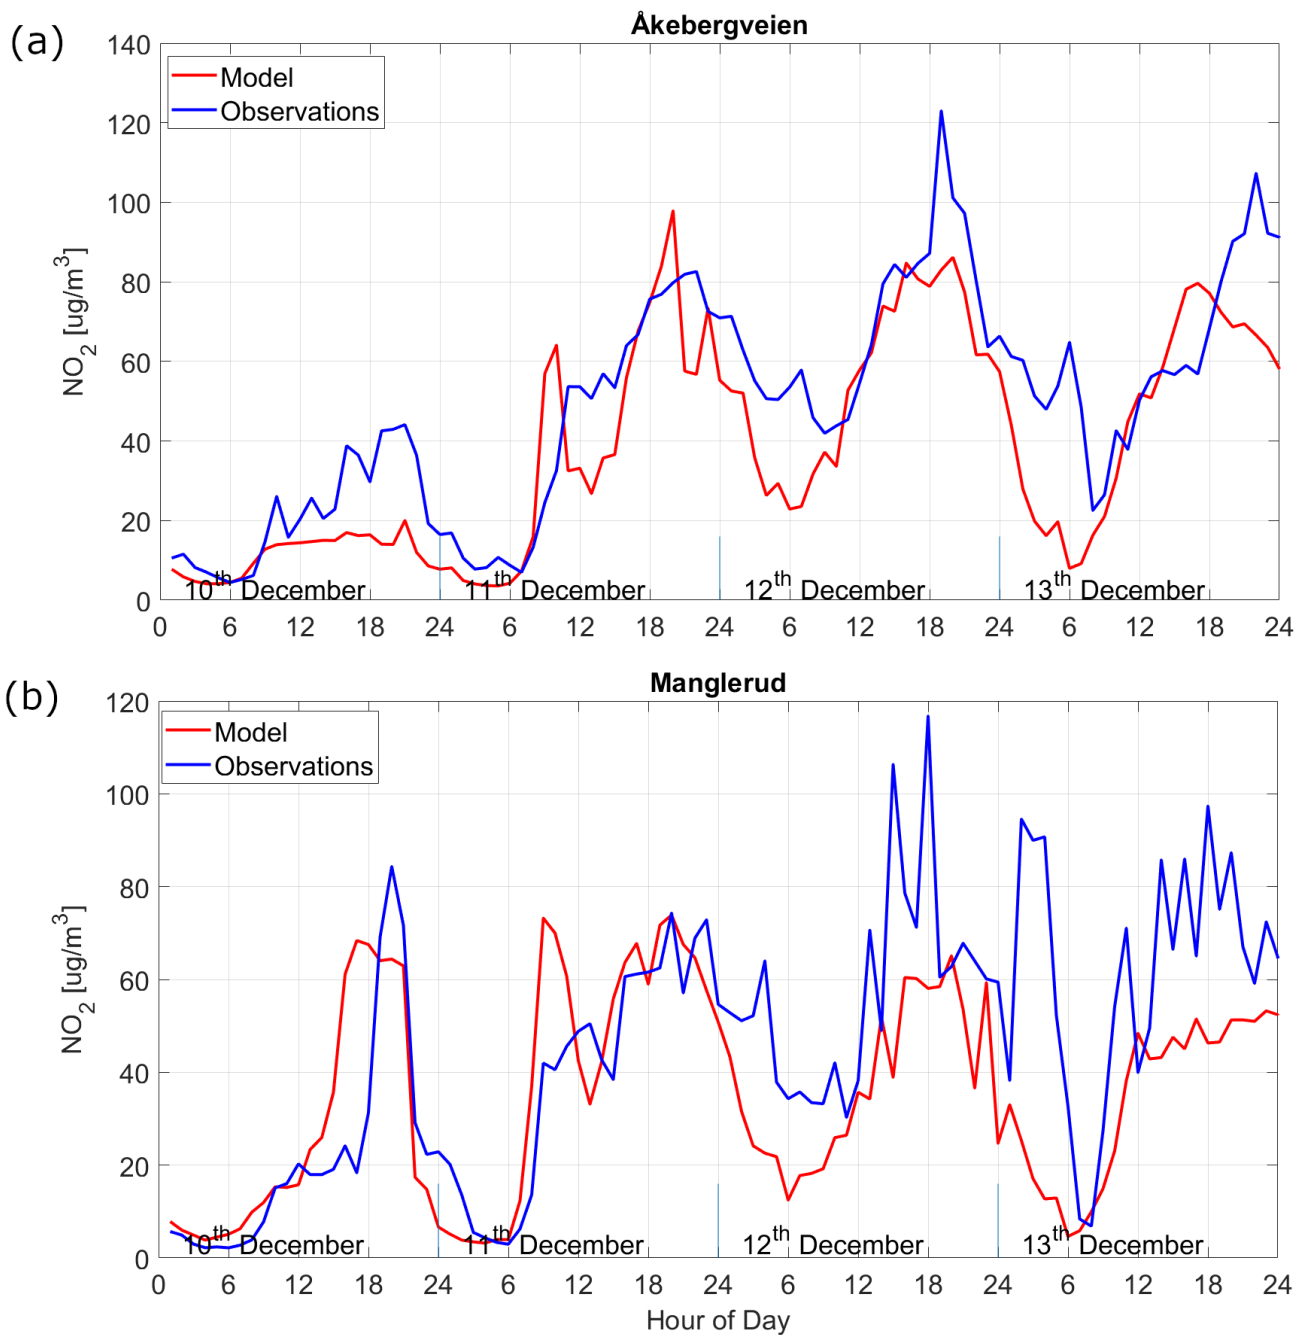 (a)
Åkebergveien
Model
Observations
NO2 [ug/m3]
140
120
100
80
60
40
20
0
10th December 11th December 12th December 13th December
0 6 12 18 24 6 12 18 24 6 12 18 24 6 12 18 24
(b)
Manglerud
Model
Observations
NO2 [ug/m3]
120
100
80
60
40
20
0
10th December 11th December 12th December 13th December
0 6 12 18 24 6 12 18 24 6 12 18 24 6 12 18 24
Hour of Day